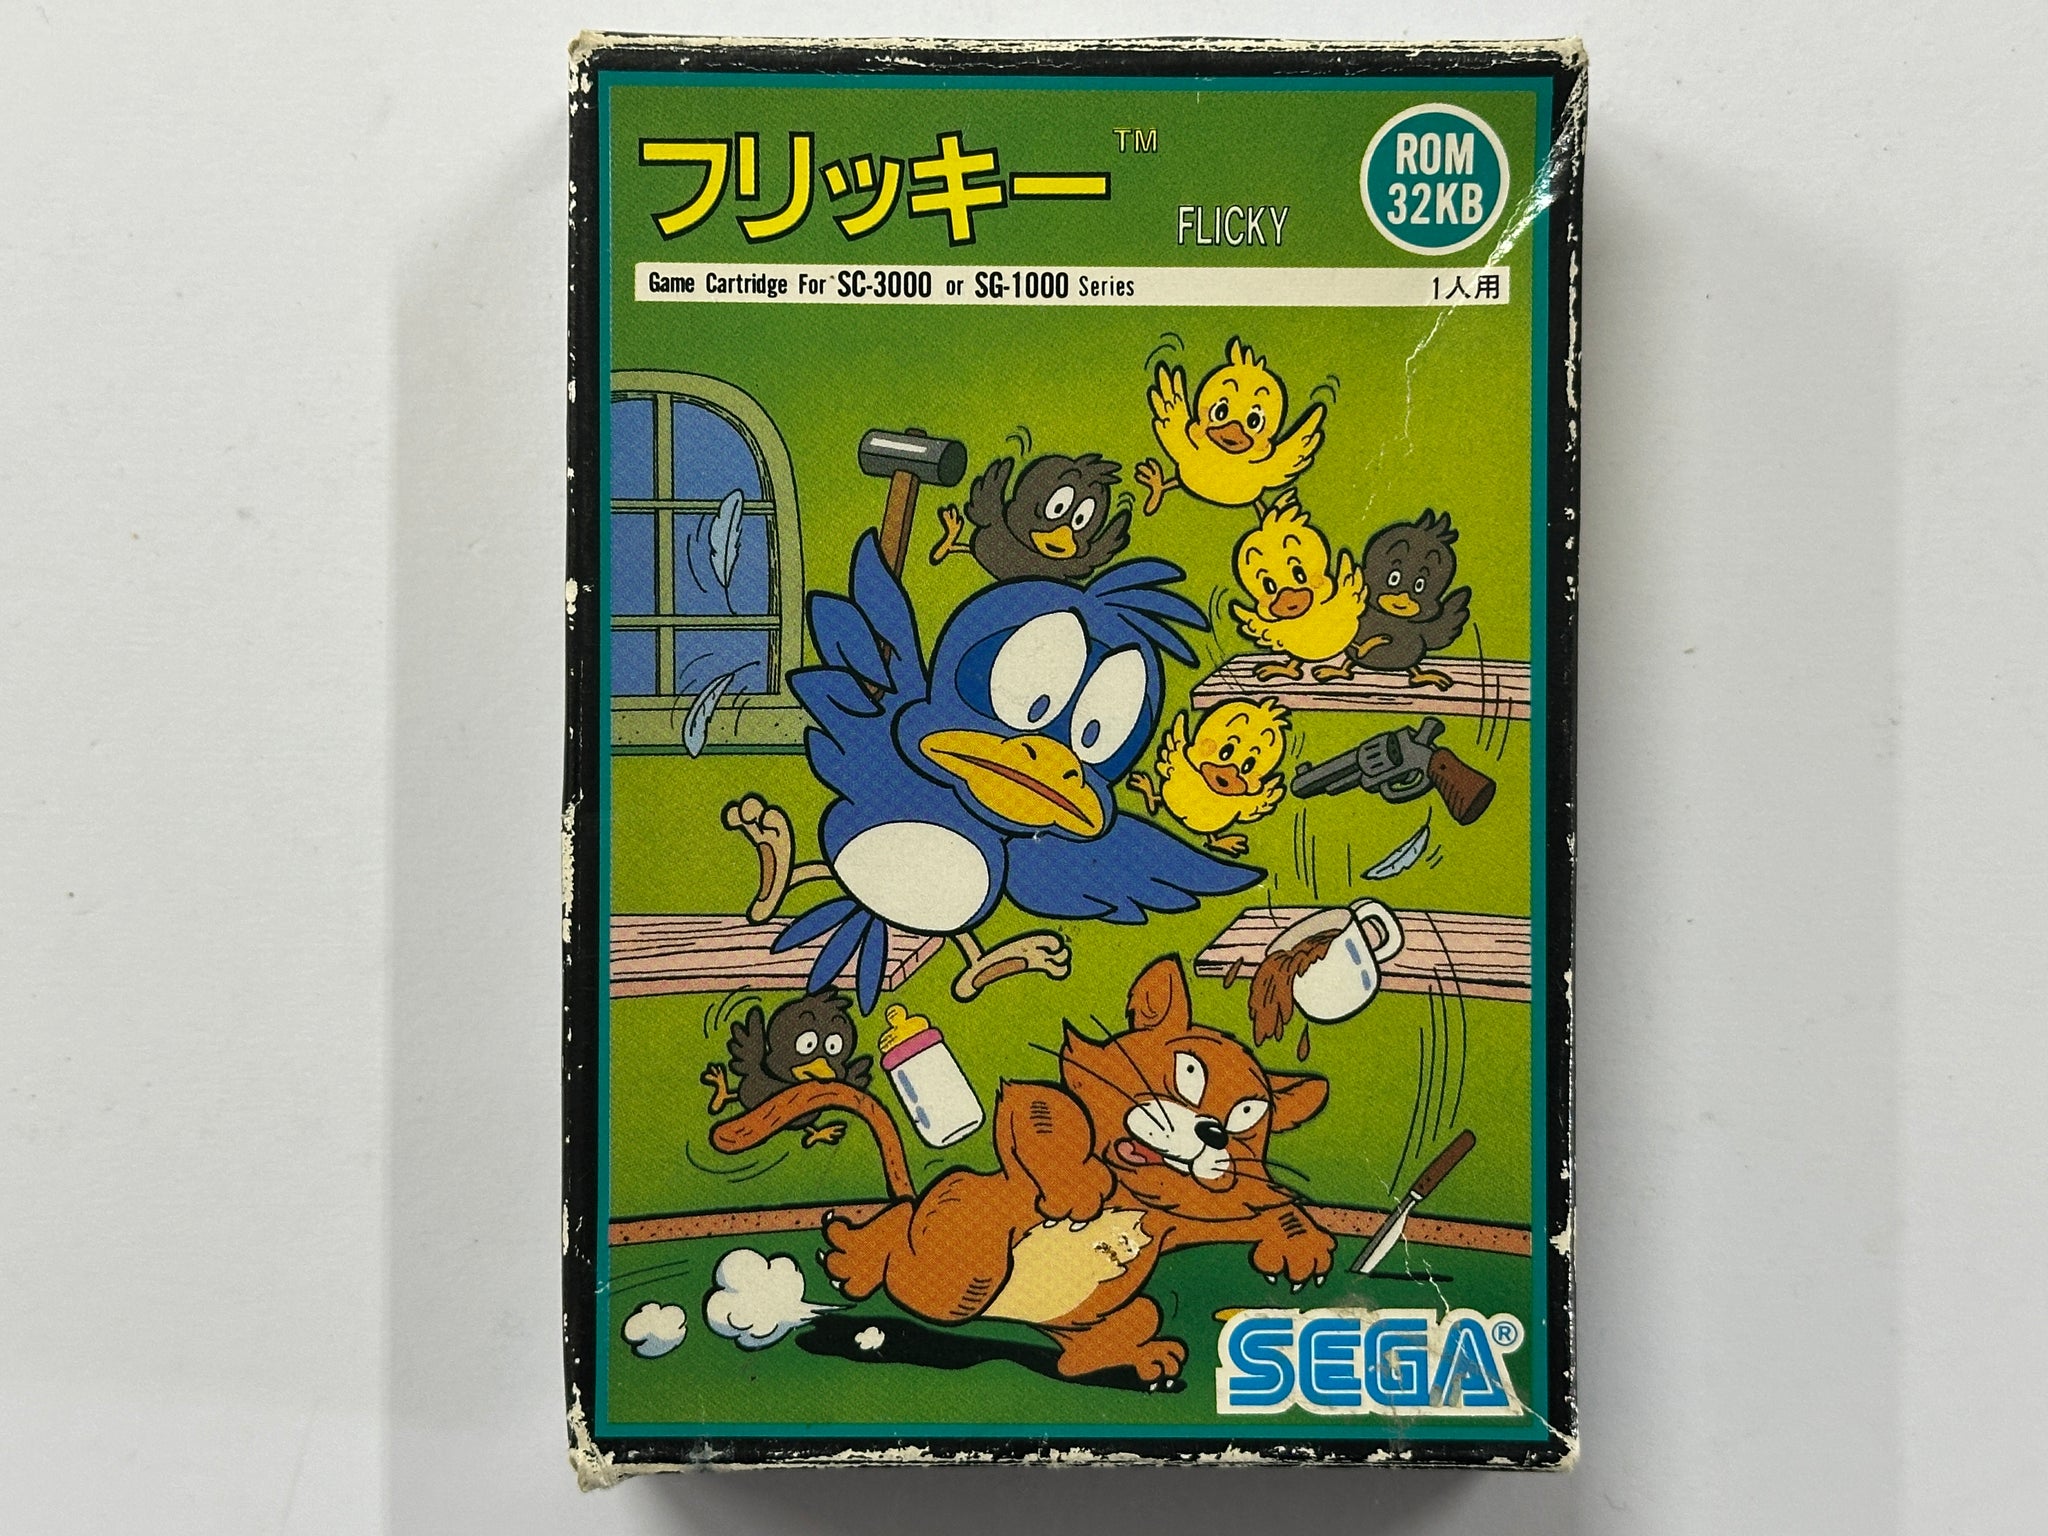 フリッキー™
FLICKY
ROM
32KB
Game Cartridge For SC-3000 or SG-1000 Series
1人用
SEGA®